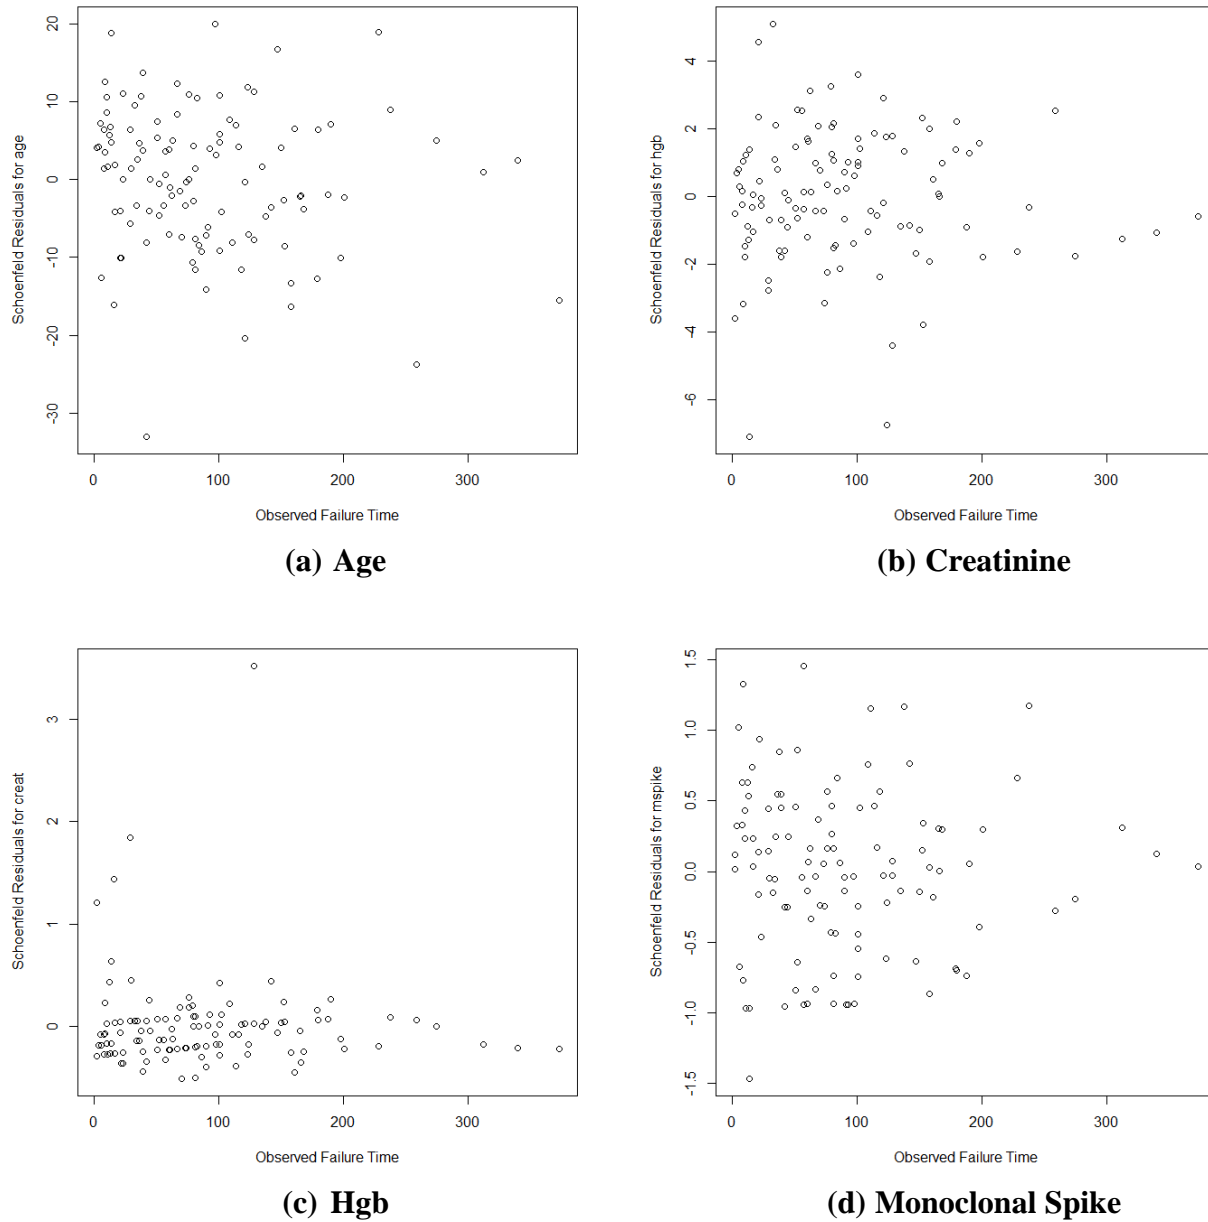 20
10
0
-10
-20
-30
Schoenfeld Residuals for age
0 100 200 300
Observed Failure Time
(a) Age
4
2
0
-2
-4
-6
Schoenfeld Residuals for hgb
0 100 200 300
Observed Failure Time
(b) Creatinine
3
2
1
0
Schoenfeld Residuals for creat
0 100 200 300
Observed Failure Time
(c) Hgb
1.5
1.0
0.5
0.0
-0.5
-1.0
-1.5
Schoenfeld Residuals for mspike
0 100 200 300
Observed Failure Time
(d) Monoclonal Spike